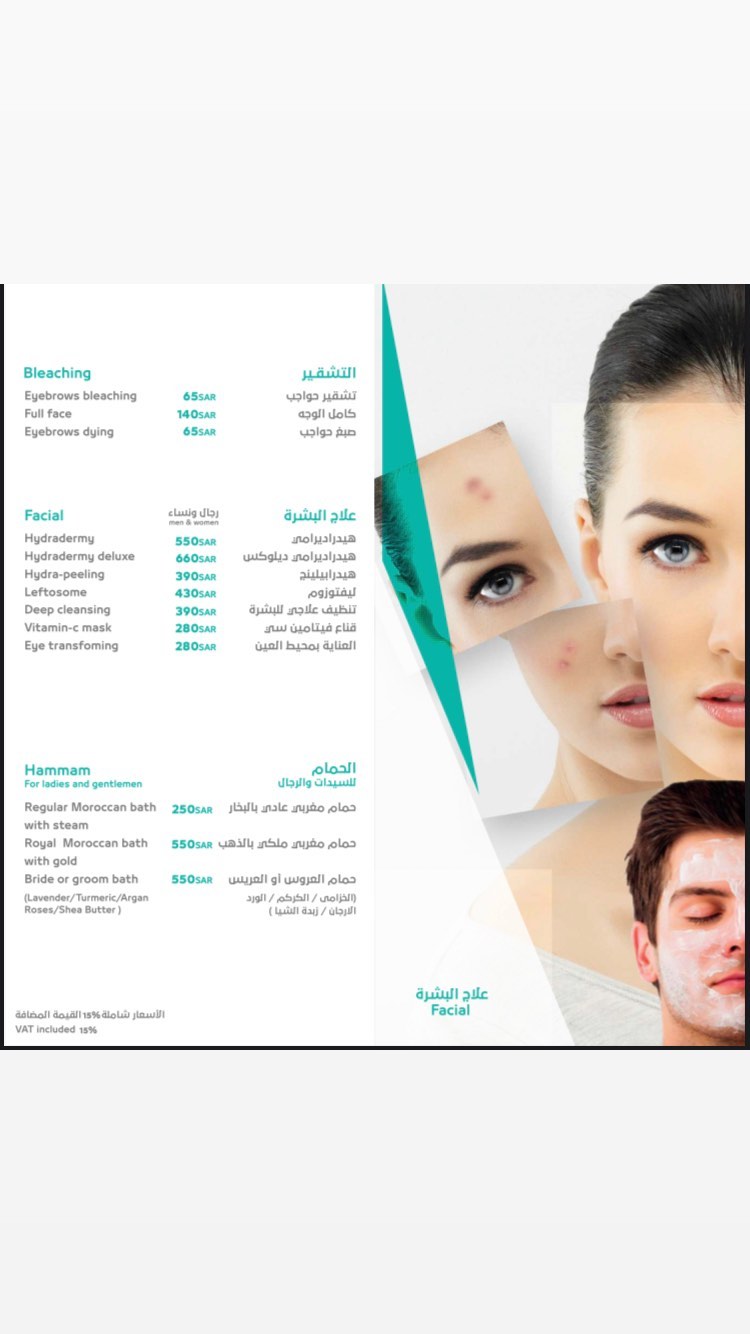 Bleaching التشقير
Eyebrows bleaching 65SAR تشقير حواجب
Full face 140SAR كامل الوجه
Eyebrows dying 65SAR صبغ حواجب
Facial رجال ونساء علاج البشرة
men & women
Hydradermy 550SAR هيدراديرامي
Hydradermy deluxe 660SAR هيدراديرامي ديلوكس
Hydra-peeling 390SAR هيدرابيلينج
Leftosome 430SAR ليفتوزوم
Deep cleansing 390SAR تنظيف علاجي للبشرة
Vitamin-c mask 280SAR قناع فيتامين سي
Eye transfoming 280SAR العناية بمحيط العين
Hammam الحمام
For ladies and gentlemen للسيدات والرجال
Regular Moroccan bath 250SAR حمام مغربي عادي بالبخار
with steam
Royal Moroccan bath 550SAR حمام مغربي ملكي بالذهب
with gold
Bride or groom bath 550SAR حمام العروس او العريس
(Lavender/Turmeric/Argan (الخزامى / الكركم / الورد
Roses/Shea Butter ) الارجان / زبدة الشيا )
الأسعار شاملة 15% القيمة المضافة
VAT included 15%
علاج البشرة
Facial